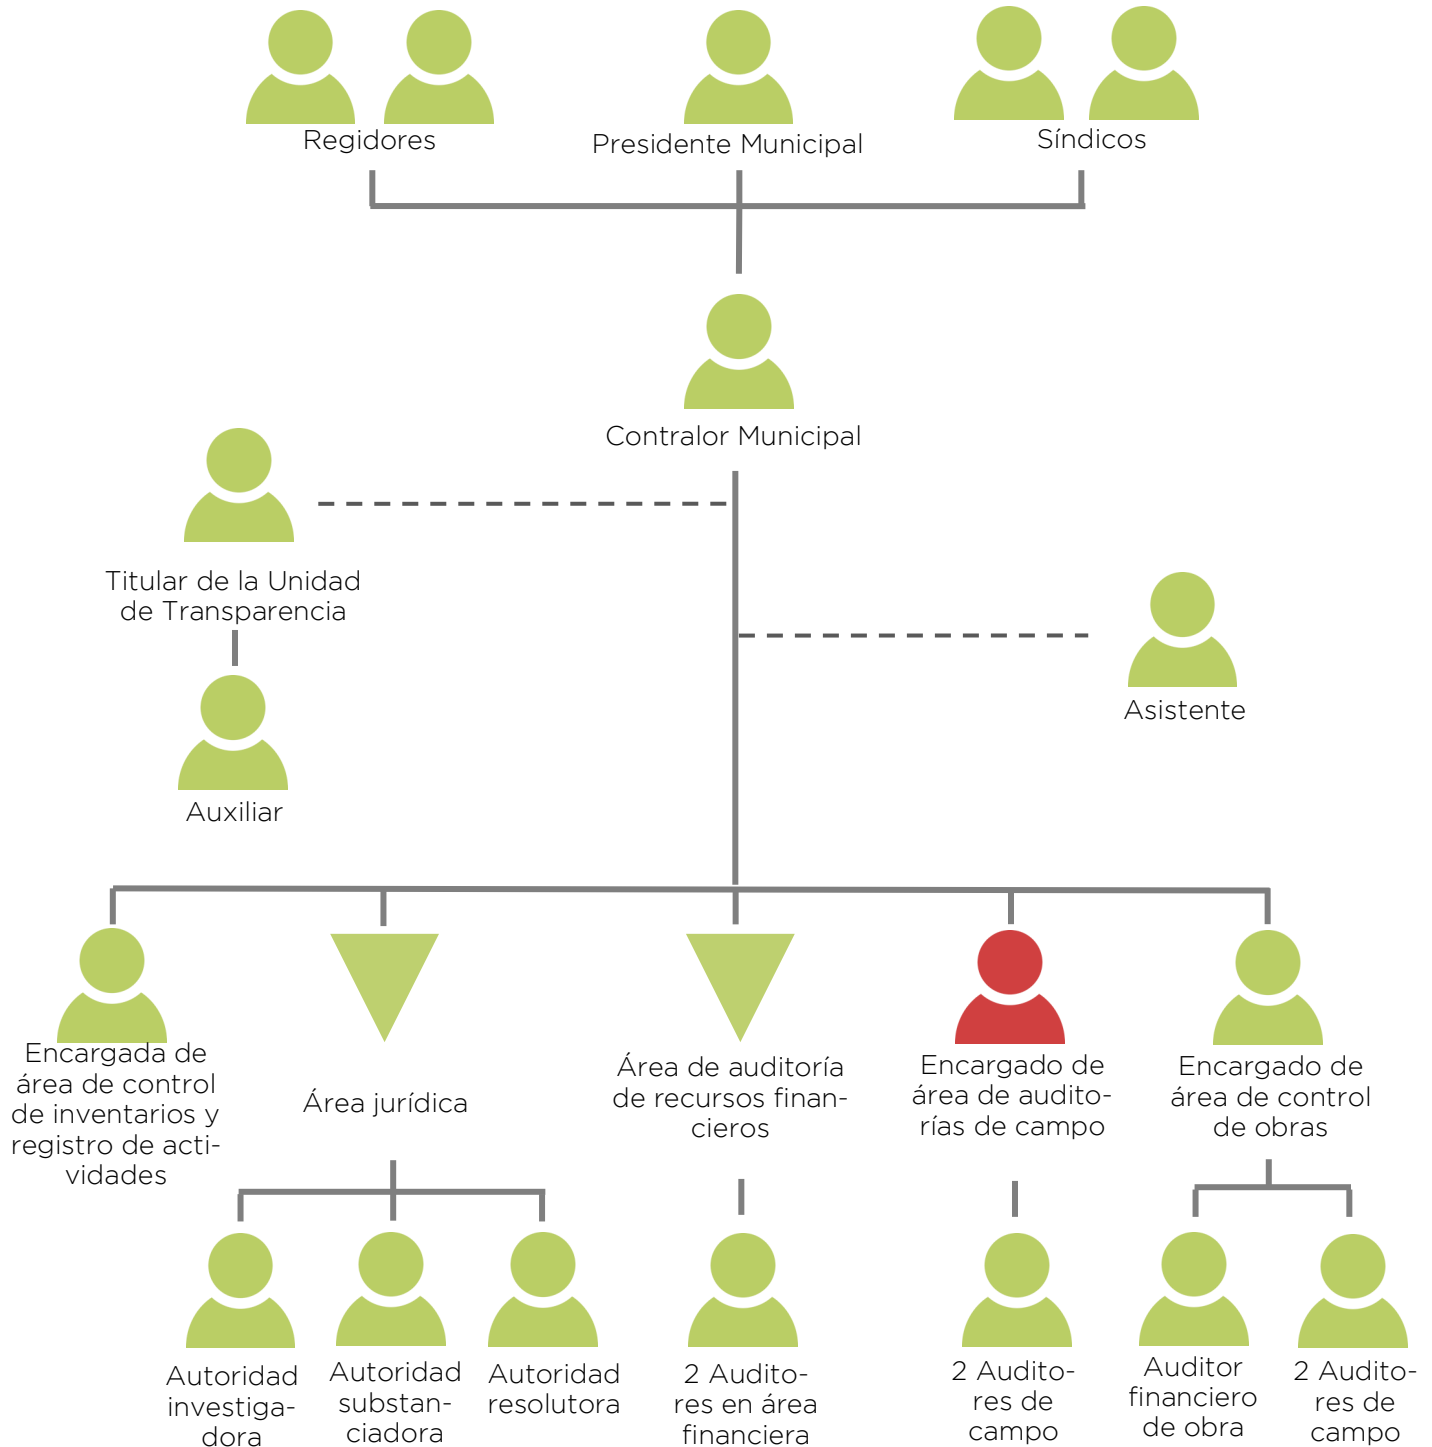 Regidores
Presidente Municipal
Síndicos
Contralor Municipal
Titular de la Unidad
de Transparencia
Asistente
Auxiliar
Encargada de
área de control
de inventarios y
registro de acti-
vidades
Área jurídica
Área de auditoría
de recursos finan-
cieros
Encargado de
área de audito-
rías de campo
Encargado de
área de control
de obras
Autoridad
investiga-
dora
Autoridad
substan-
ciadora
Autoridad
resolutora
2 Audito-
res en área
financiera
2 Audito-
res de
campo
Auditor
financiero
de obra
2 Audito-
res de
campo